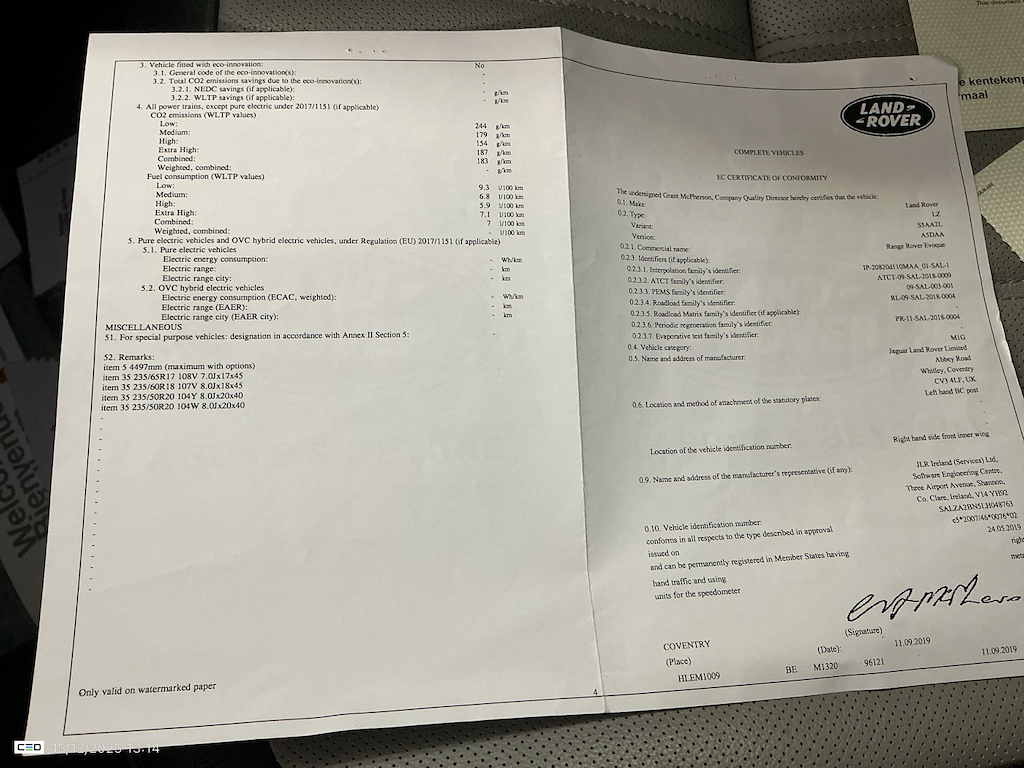 3. Vehicle fitted with eco-innovation: No
3.1. General code of the eco-innovation(s): -
3.2. Total CO2 emissions savings due to the eco-innovation(s):
3.2.1. NEDC savings (if applicable): - g/km
3.2.2. WLTP savings (if applicable): - g/km
4. All power trains, except pure electric under 2017/1151 (if applicable)
CO2 emissions (WLTP values)
Low: 244 g/km
Medium: 179 g/km
High: 154 g/km
Extra High: 187 g/km
Combined: 183 g/km
Weighted, combined: - g/km
Fuel consumption (WLTP values)
Low: 9.3 l/100 km
Medium: 6.8 l/100 km
High: 5.9 l/100 km
Extra High: 7.1 l/100 km
Combined: 7 l/100 km
Weighted, combined: - l/100 km
5. Pure electric vehicles and OVC hybrid electric vehicles, under Regulation (EU) 2017/1151 (if applicable)
5.1. Pure electric vehicles
Electric energy consumption: - Wh/km
Electric range: - km
Electric range city: - km
5.2. OVC hybrid electric vehicles
Electric energy consumption (ECAC, weighted): - Wh/km
Electric range (EAER): - km
Electric range city (EAER city): - km
MISCELLANEOUS
51. For special purpose vehicles: designation in accordance with Annex II Section 5: -
52. Remarks:
item 5 4497mm (maximum with options)
item 35 235/65R17 108V 7.0Jx17x45
item 35 235/60R18 107V 8.0Jx18x45
item 35 235/50R20 104Y 8.0Jx20x40
item 35 235/50R20 104W 8.0Jx20x40
Only valid on watermarked paper
4
LAND-
-ROVER
COMPLETE VEHICLES
EC CERTIFICATE OF CONFORMITY
The undersigned Grant McPherson, Company Quality Director hereby certifies that the vehicle:
0.1. Make: Land Rover
0.2. Type: LZ
Variant: S5AA2L
Version: A5DAA
0.2.1. Commercial name: Range Rover Evoque
0.2.3. Identifiers (if applicable):
0.2.3.1. Interpolation family's identifier: IP-208204110MAA_01-SAL-1
0.2.3.2. ATCT family's identifier: ATCT-09-SAL-2018-0009
0.2.3.3. PEMS family's identifier: 09-SAL-003-001
0.2.3.4. Roadload family's identifier: RL-09-SAL-2018-0004
0.2.3.5. Roadload Matrix family's identifier (if applicable):
0.2.3.6. Periodic regeneration family's identifier: PR-11-SAL-2018-0004
0.2.3.7. Evaporative test family's identifier:
0.4. Vehicle category: M1G
0.5. Name and address of manufacturer: Jaguar Land Rover Limited
Abbey Road
Whitley, Coventry
CV3 4LF, UK
0.6. Location and method of attachment of the statutory plates: Left hand BC post
Location of the vehicle identification number: Right hand side front inner wing
0.9. Name and address of the manufacturer's representative (if any): JLR Ireland (Services) Ltd,
Software Engineering Centre,
Three Airport Avenue, Shannon,
Co. Clare, Ireland, V14 YH92
0.10. Vehicle identification number: SALZA2BN5LH048763
conforms in all respects to the type described in approval e5*2007/46*0076*02
issued on 24.05.2019
and can be permanently registered in Member States having righ
hand traffic and using met
units for the speedometer
COVENTRY (Signature)
(Place) (Date): 11.09.2019
HLEM1009 BE M1320 96121 11.09.2019
This document
e kentekenp
maal
Welcom
Bienvenue
CEO 15/12/2025 13:14